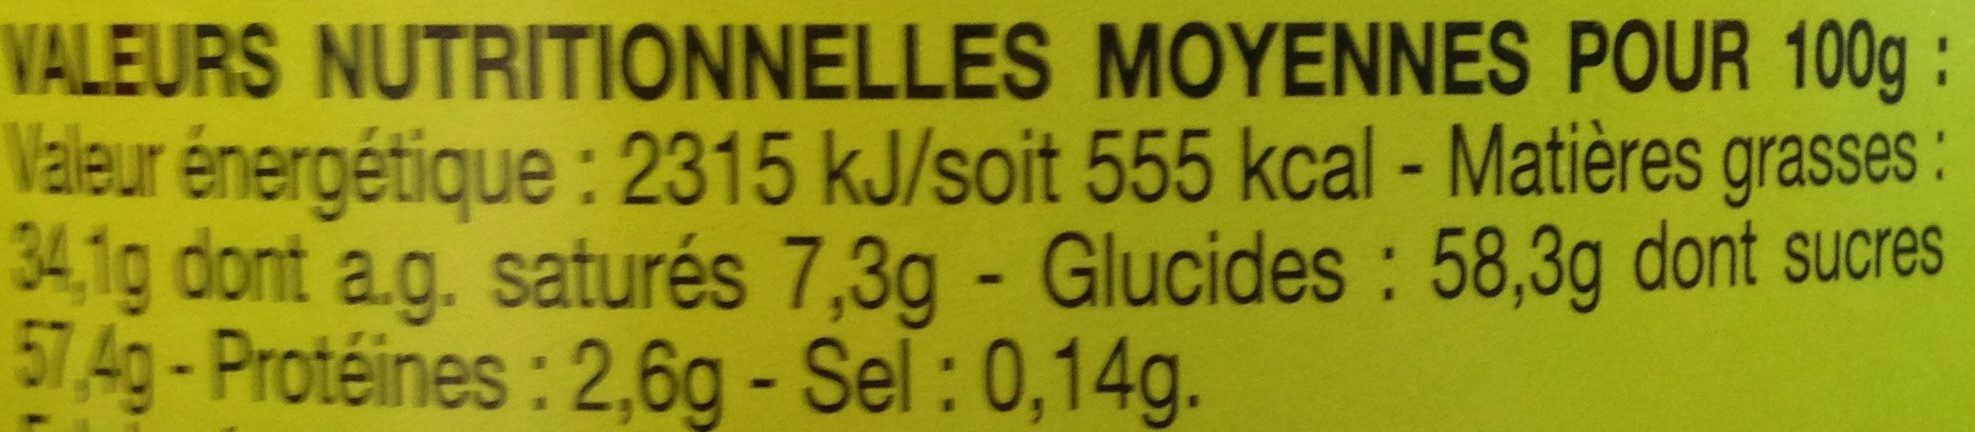 VALEURS NUTRITIONNELLES MOYENNES POUR 100g :
Valeur énergétique : 2315 kJ/soit 555 kcal - Matières grasses :
34,1g dont a.g. saturés 7,3g - Glucides : 58,3g dont sucres
57,4g - Protéines : 2,6g - Sel : 0,14g.